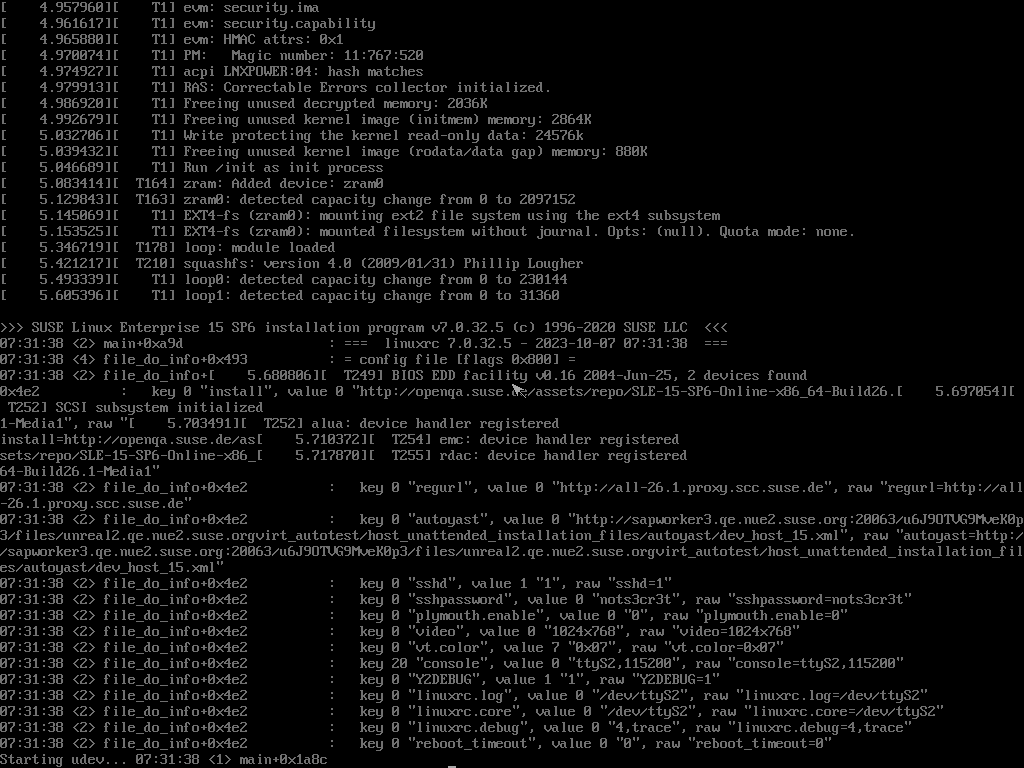 [    4.957960][    T1] evm: security.ima
[    4.961617][    T1] evm: security.capability
[    4.965880][    T1] evm: HMAC attrs: 0x1
[    4.970074][    T1] PM:   Magic number: 11:767:520
[    4.974927][    T1] acpi LNXPOWER:04: hash matches
[    4.979913][    T1] RAS: Correctable Errors collector initialized.
[    4.986920][    T1] Freeing unused decrypted memory: 2036K
[    4.992679][    T1] Freeing unused kernel image (initmem) memory: 2864K
[    5.032706][    T1] Write protecting the kernel read-only data: 24576k
[    5.039432][    T1] Freeing unused kernel image (rodata/data gap) memory: 880K
[    5.046689][    T1] Run /init as init process
[    5.083414][  T164] zram: Added device: zram0
[    5.129843][  T163] zram0: detected capacity change from 0 to 2097152
[    5.145069][    T1] EXT4-fs (zram0): mounting ext2 file system using the ext4 subsystem
[    5.153525][    T1] EXT4-fs (zram0): mounted filesystem without journal. Opts: (null). Quota mode: none.
[    5.346719][  T178] loop: module loaded
[    5.421217][  T210] squashfs: version 4.0 (2009/01/31) Phillip Lougher
[    5.493339][    T1] loop0: detected capacity change from 0 to 230144
[    5.605396][    T1] loop1: detected capacity change from 0 to 31360
>>> SUSE Linux Enterprise 15 SP6 installation program v7.0.32.5 (c) 1996-2020 SUSE LLC  <<<
07:31:38 <2> main+0xa9d                  : ===  linuxrc 7.0.32.5 - 2023-10-07 07:31:38  ===
07:31:38 <4> file_do_info+0x493          : = config file [flags 0x800] =
07:31:38 <2> file_do_info+[    5.680806][  T249] BIOS EDD facility v0.16 2004-Jun-25, 2 devices found
0x4e2          :   key 0 "install", value 0 "http://openqa.suse.de/assets/repo/SLE-15-SP6-Online-x86_64-Build26.[    5.697054][
 T252] SCSI subsystem initialized
1-Media1", raw "[    5.703491][  T252] alua: device handler registered
install=http://openqa.suse.de/as[    5.710372][  T254] emc: device handler registered
sets/repo/SLE-15-SP6-Online-x86_[    5.717870][  T255] rdac: device handler registered
64-Build26.1-Media1"
07:31:38 <2> file_do_info+0x4e2          :   key 0 "regurl", value 0 "http://all-26.1.proxy.scc.suse.de", raw "regurl=http://all
-26.1.proxy.scc.suse.de"
07:31:38 <2> file_do_info+0x4e2          :   key 0 "autoyast", value 0 "http://sapworker3.qe.nue2.suse.org:20063/u6J9OTVG9MveK0p
3/files/unreal2.qe.nue2.suse.orgvirt_autotest/host_unattended_installation_files/autoyast/dev_host_15.xml", raw "autoyast=http:/
/sapworker3.qe.nue2.suse.org:20063/u6J9OTVG9MveK0p3/files/unreal2.qe.nue2.suse.orgvirt_autotest/host_unattended_installation_fil
es/autoyast/dev_host_15.xml"
07:31:38 <2> file_do_info+0x4e2          :   key 0 "sshd", value 1 "1", raw "sshd=1"
07:31:38 <2> file_do_info+0x4e2          :   key 0 "sshpassword", value 0 "nots3cr3t", raw "sshpassword=nots3cr3t"
07:31:38 <2> file_do_info+0x4e2          :   key 0 "plymouth.enable", value 0 "0", raw "plymouth.enable=0"
07:31:38 <2> file_do_info+0x4e2          :   key 0 "video", value 0 "1024x768", raw "video=1024x768"
07:31:38 <2> file_do_info+0x4e2          :   key 0 "vt.color", value 7 "0x07", raw "vt.color=0x07"
07:31:38 <2> file_do_info+0x4e2          :   key 20 "console", value 0 "ttyS2,115200", raw "console=ttyS2,115200"
07:31:38 <2> file_do_info+0x4e2          :   key 0 "Y2DEBUG", value 1 "1", raw "Y2DEBUG=1"
07:31:38 <2> file_do_info+0x4e2          :   key 0 "linuxrc.log", value 0 "/dev/ttyS2", raw "linuxrc.log=/dev/ttyS2"
07:31:38 <2> file_do_info+0x4e2          :   key 0 "linuxrc.core", value 0 "/dev/ttyS2", raw "linuxrc.core=/dev/ttyS2"
07:31:38 <2> file_do_info+0x4e2          :   key 0 "linuxrc.debug", value 0 "4,trace", raw "linuxrc.debug=4,trace"
07:31:38 <2> file_do_info+0x4e2          :   key 0 "reboot_timeout", value 0 "0", raw "reboot_timeout=0"
Starting udev... 07:31:38 <1> main+0x1a8c